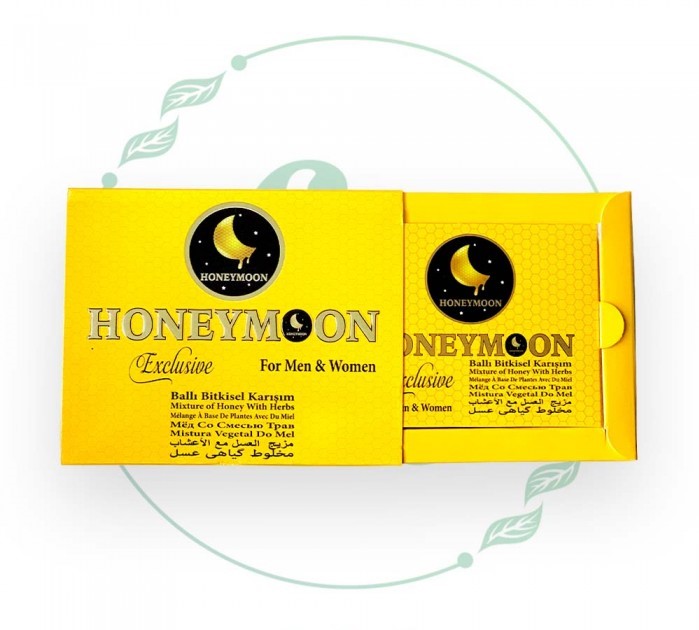 HONEYMOON
HONEYMOON
Exclusive
For Men & Women
Ballı Bitkisel Karışım
Mixture of Honey With Herbs
Mélange À Base De Plantes Avec Du Miel
Мёд Со Смесью Трав
Mistura Vegetal Do Mel
مزيج العسل مع الأعشاب
مخلوط گیاهی عسل
HONEYMOON
ONEYMOON
xclusive
n & Women
Ballı Bitkisel Karışım
Mixture of Honey With Herbs
Mélange À Base De Plantes Avec Du Miel
Мёд Со Смесью Трав
Mistura Vegetal Do Mel
مزيج العسل مع الأعشاب
مخلوط گیاهی عسل